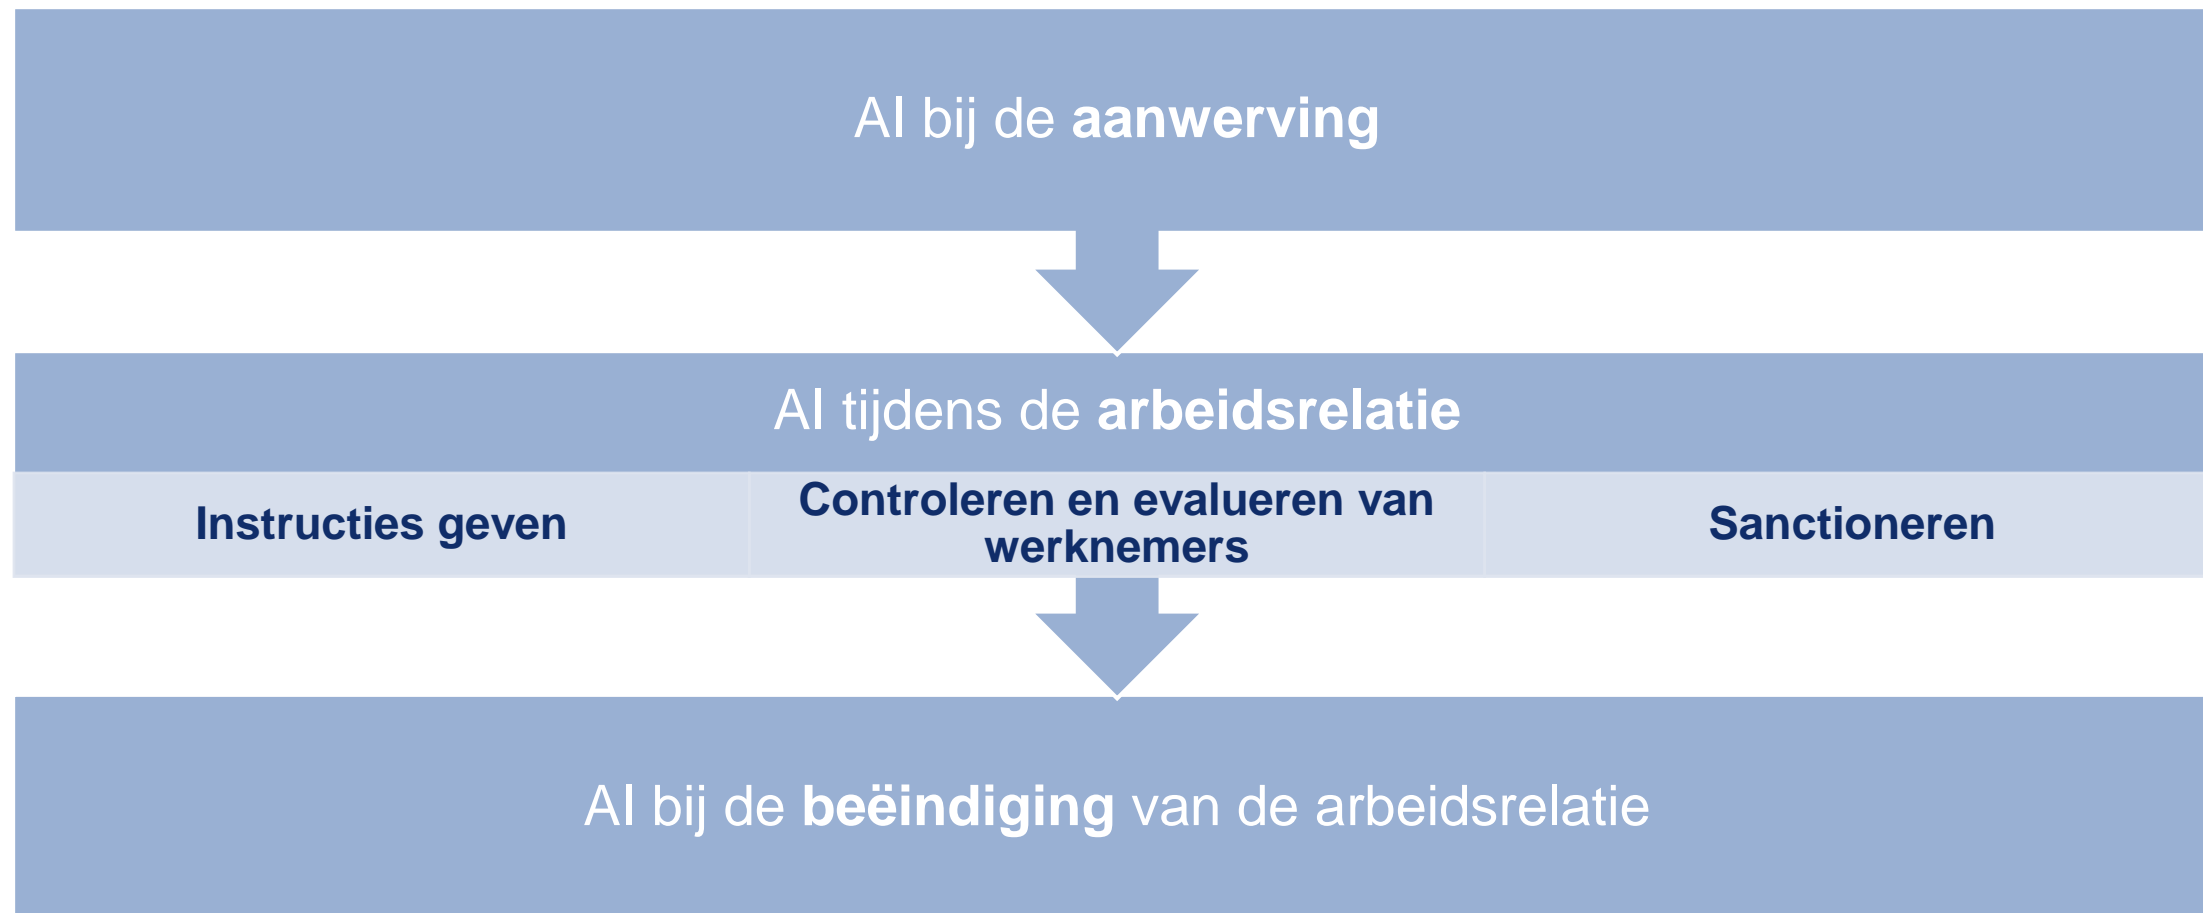 AI bij de aanwerving
AI tijdens de arbeidsrelatie
Instructies geven
Controleren en evalueren van
werknemers
Sanctioneren
AI bij de beëindiging van de arbeidsrelatie